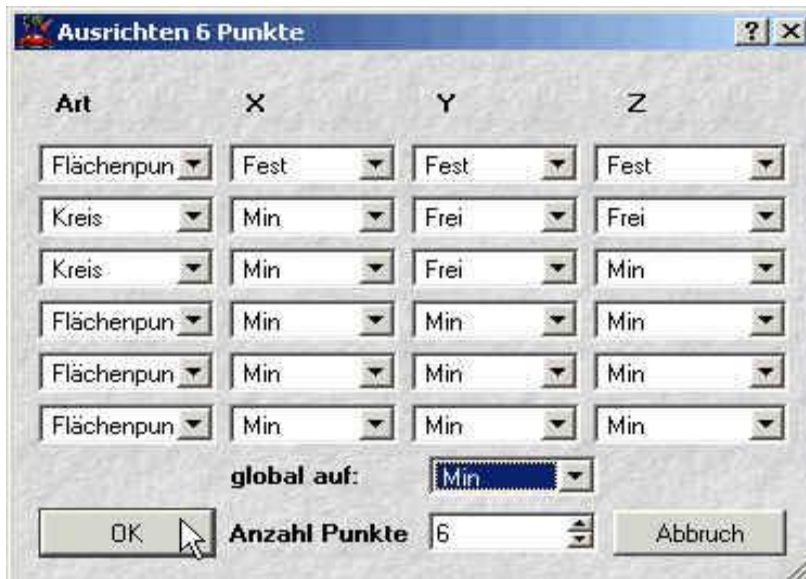 Ausrichten 6 Punkte
Art X Y Z
Flächenpun Fest Fest Fest
Kreis Min Frei Frei
Kreis Min Frei Min
Flächenpun Min Min Min
Flächenpun Min Min Min
Flächenpun Min Min Min
global auf: Min
OK Anzahl Punkte 6 Abbruch